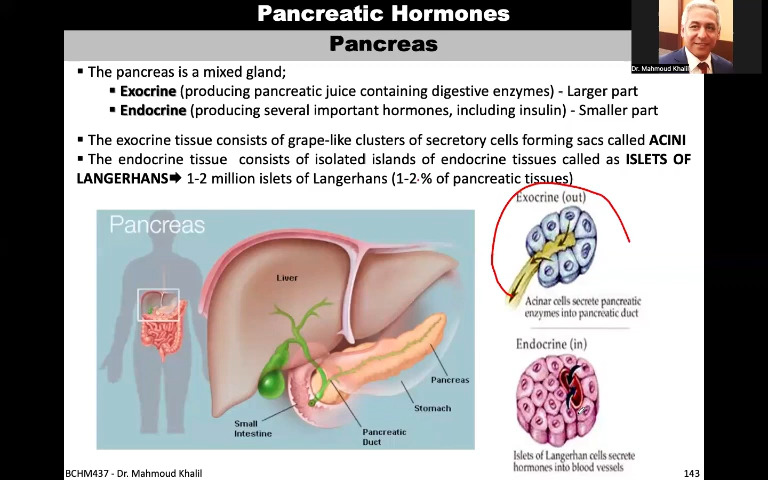 Pancreatic Hormones
Pancreas
Dr. Mahmoud Khalil
▪ The pancreas is a mixed gland;
▪ Exocrine (producing pancreatic juice containing digestive enzymes) - Larger part
▪ Endocrine (producing several important hormones, including insulin) - Smaller part
▪ The exocrine tissue consists of grape-like clusters of secretory cells forming sacs called ACINI
▪ The endocrine tissue consists of isolated islands of endocrine tissues called as ISLETS OF
LANGERHANS➡ 1-2 million islets of Langerhans (1-2 % of pancreatic tissues)
Pancreas
Liver
Pancreas
Stomach
Small
Intestine
Pancreatic
Duct
Exocrine (out)
Acinar cells secrete pancreatic
enzymes into pancreatic duct
Endocrine (in)
Islets of Langerhan cells secrete
hormones into blood vessels
BCHM437 - Dr. Mahmoud Khalil
143